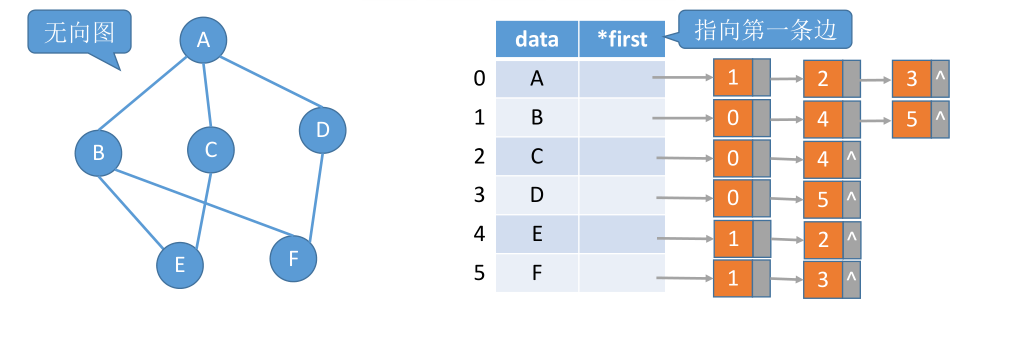 无向图
A
B
C
D
E
F
data *first
指向第一条边
0 A 1 2 3 ^
1 B 0 4 5 ^
2 C 0 4 ^
3 D 0 5 ^
4 E 1 2 ^
5 F 1 3 ^